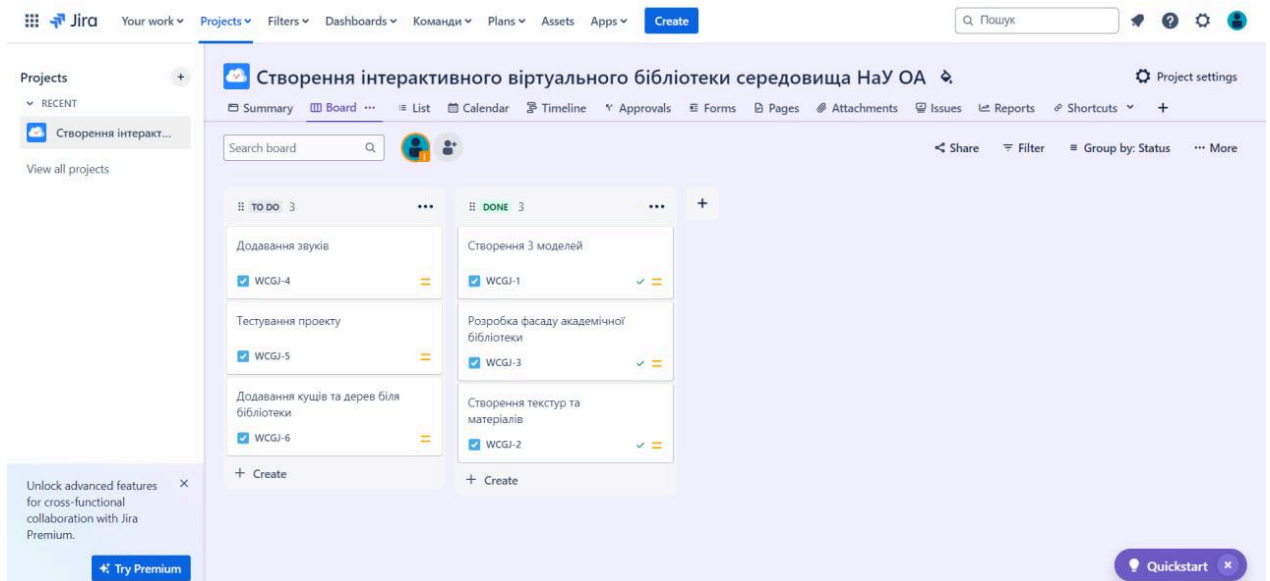 Jira Your work Projects Filters Dashboards Команди Plans Assets Apps Create Пошук
Projects +
RECENT
Створення інтеракт...
View all projects
Створення інтерактивного віртуального бібліотеки середовища НаУ ОА
Project settings
Summary Board ... List Calendar Timeline Approvals Forms Pages Attachments Issues Reports Shortcuts +
Search board
Share Filter Group by: Status ... More
TO DO 3 ...
Додавання звуків
WCGJ-4
Тестування проекту
WCGJ-5
Додавання кущів та дерев біля
бібліотеки
WCGJ-6
+ Create
DONE 3 ...
Створення 3 моделей
WCGJ-1
Розробка фасаду академічної
бібліотеки
WCGJ-3
Створення текстур та
матеріалів
WCGJ-2
+ Create
+
Unlock advanced features
for cross-functional
collaboration with Jira
Premium.
Try Premium
Quickstart